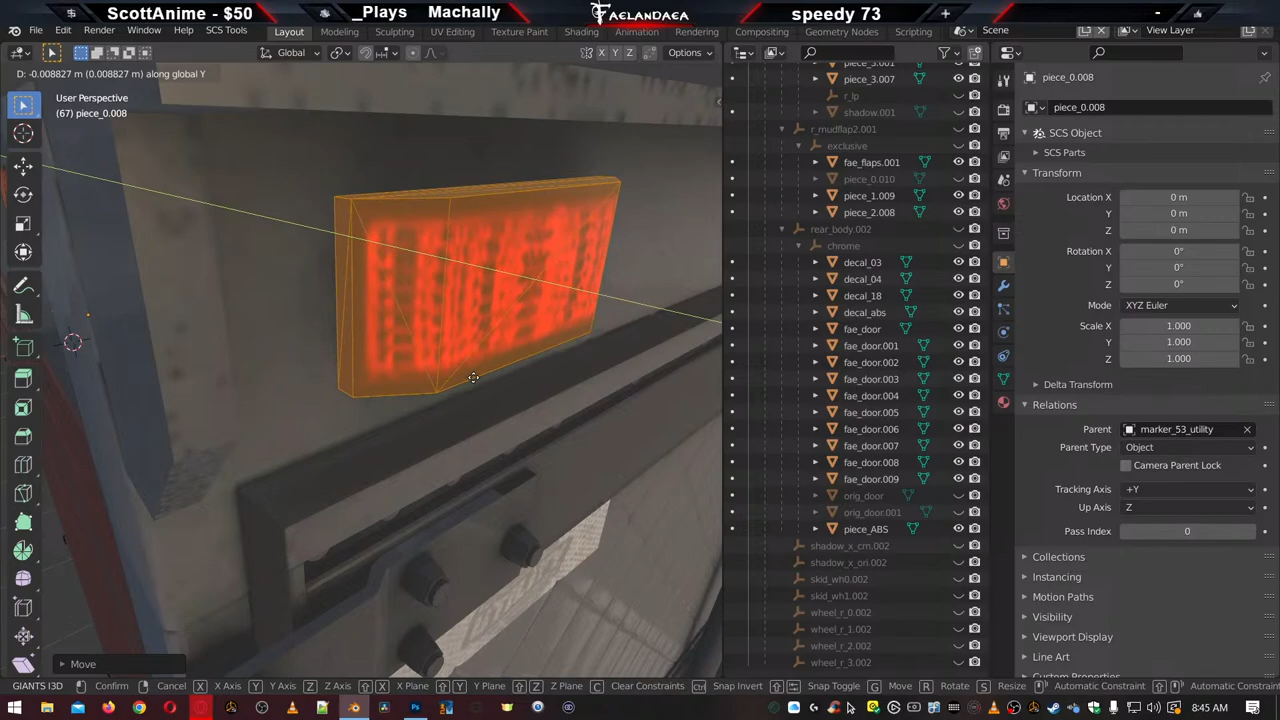 ScottAnime - $50
_Plays Machally
FAELANDAEA
speedy 73
-
File Edit Render Window Help SCS Tools
Layout Modeling Sculpting UV Editing Texture Paint Shading Animation Rendering Compositing Geometry Nodes Scripting
Scene View Layer
Global
X Y Z
Options
D: -0.008827 m (0.008827 m) along global Y
User Perspective
(67) piece_0.008
Move
piece_3.001
piece_3.007
r_lp
shadow.001
r_mudflap2.001
exclusive
fae_flaps.001
piece_0.010
piece_1.009
piece_2.008
rear_body.002
chrome
decal_03
decal_04
decal_18
decal_abs
fae_door
fae_door.001
fae_door.002
fae_door.003
fae_door.004
fae_door.005
fae_door.006
fae_door.007
fae_door.008
fae_door.009
orig_door
orig_door.001
piece_ABS
shadow_x_crn.002
shadow_x_ori.002
skid_wh0.002
skid_wh1.002
wheel_r_0.002
wheel_r_1.002
wheel_r_2.002
wheel_r_3.002
piece_0.008
piece_0.008
SCS Object
SCS Parts
Transform
Location X 0 m
Y 0 m
Z 0 m
Rotation X 0°
Y 0°
Z 0°
Mode XYZ Euler
Scale X 1.000
Y 1.000
Z 1.000
Delta Transform
Relations
Parent marker_53_utility
Parent Type Object
Camera Parent Lock
Tracking Axis +Y
Up Axis Z
Pass Index 0
Collections
Instancing
Motion Paths
Visibility
Viewport Display
Line Art
GIANTS I3D Confirm Cancel X X Axis Y Y Axis Z Z Axis X X Plane Y Y Plane Z Z Plane C Clear Constraints Ctrl Snap Invert Snap Toggle G Move R Rotate S Resize Automatic Constraint Automatic Constra
8:45 AM